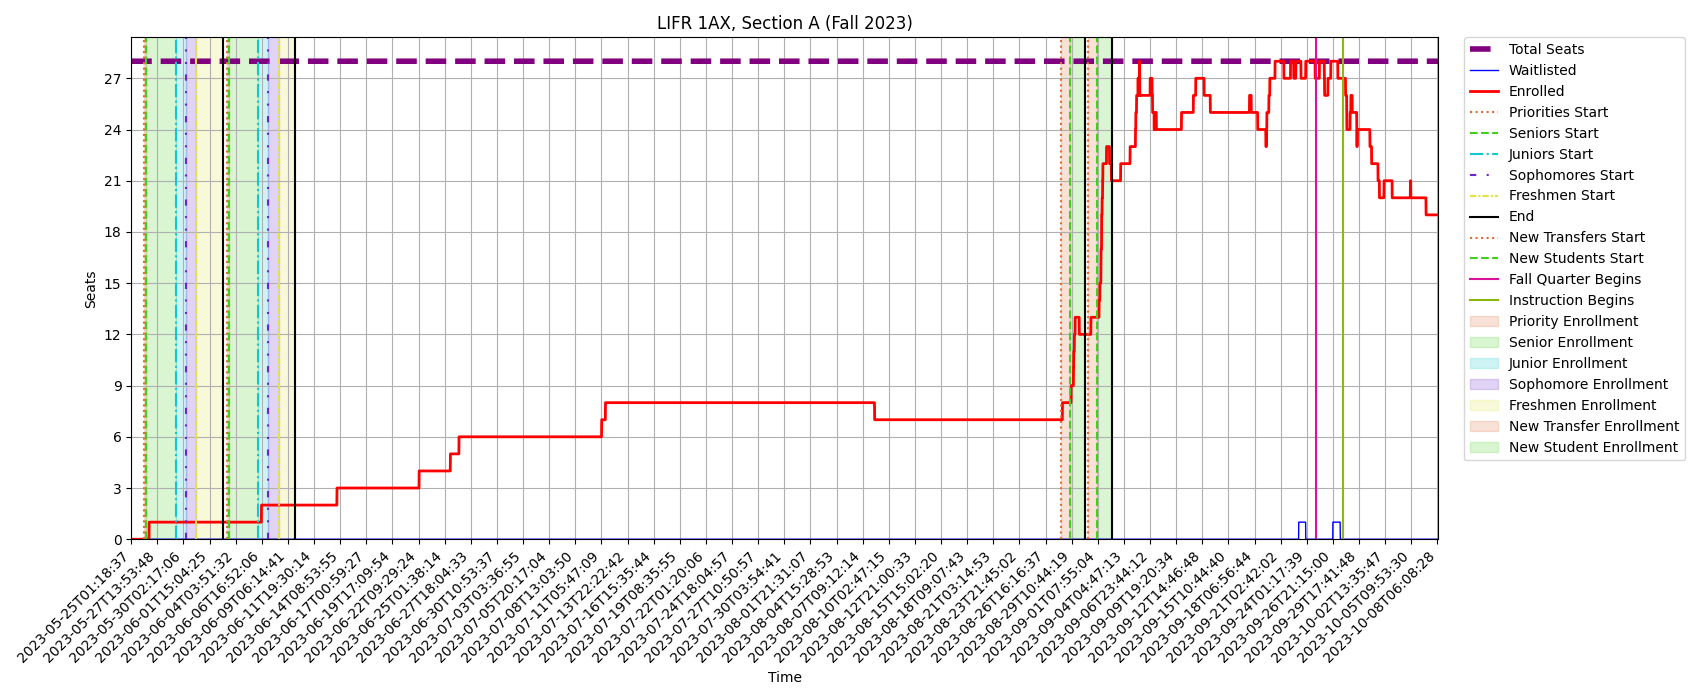 LIFR 1AX, Section A (Fall 2023)
Seats
27
24
21
18
15
12
9
6
3
0
2023-05-25T01:18:37
2023-05-27T13:53:48
2023-05-30T02:17:06
2023-06-01T15:04:25
2023-06-04T03:51:32
2023-06-06T16:52:06
2023-06-09T06:14:41
2023-06-11T19:30:14
2023-06-14T08:53:55
2023-06-17T00:59:27
2023-06-19T17:09:54
2023-06-22T09:29:24
2023-06-25T01:38:14
2023-06-27T18:04:33
2023-06-30T10:53:37
2023-07-03T03:36:55
2023-07-05T20:17:04
2023-07-08T13:03:50
2023-07-11T05:47:09
2023-07-13T22:22:42
2023-07-16T15:35:44
2023-07-19T08:35:55
2023-07-22T01:20:06
2023-07-24T18:04:57
2023-07-27T10:50:57
2023-07-30T03:54:41
2023-08-01T21:31:07
2023-08-04T15:28:53
2023-08-07T09:12:14
2023-08-10T02:47:15
2023-08-12T21:00:33
2023-08-15T15:02:20
2023-08-18T09:07:43
2023-08-21T03:14:53
2023-08-23T21:45:02
2023-08-26T16:16:37
2023-08-29T10:44:19
2023-09-01T07:55:04
2023-09-04T04:47:13
2023-09-06T23:44:12
2023-09-09T19:20:34
2023-09-12T14:46:48
2023-09-15T10:44:40
2023-09-18T06:56:44
2023-09-21T02:42:02
2023-09-24T01:17:39
2023-09-26T21:15:00
2023-09-29T17:41:48
2023-10-02T13:35:47
2023-10-05T09:53:30
2023-10-08T06:08:28
Time
Total Seats
Waitlisted
Enrolled
Priorities Start
Seniors Start
Juniors Start
Sophomores Start
Freshmen Start
End
New Transfers Start
New Students Start
Fall Quarter Begins
Instruction Begins
Priority Enrollment
Senior Enrollment
Junior Enrollment
Sophomore Enrollment
Freshmen Enrollment
New Transfer Enrollment
New Student Enrollment